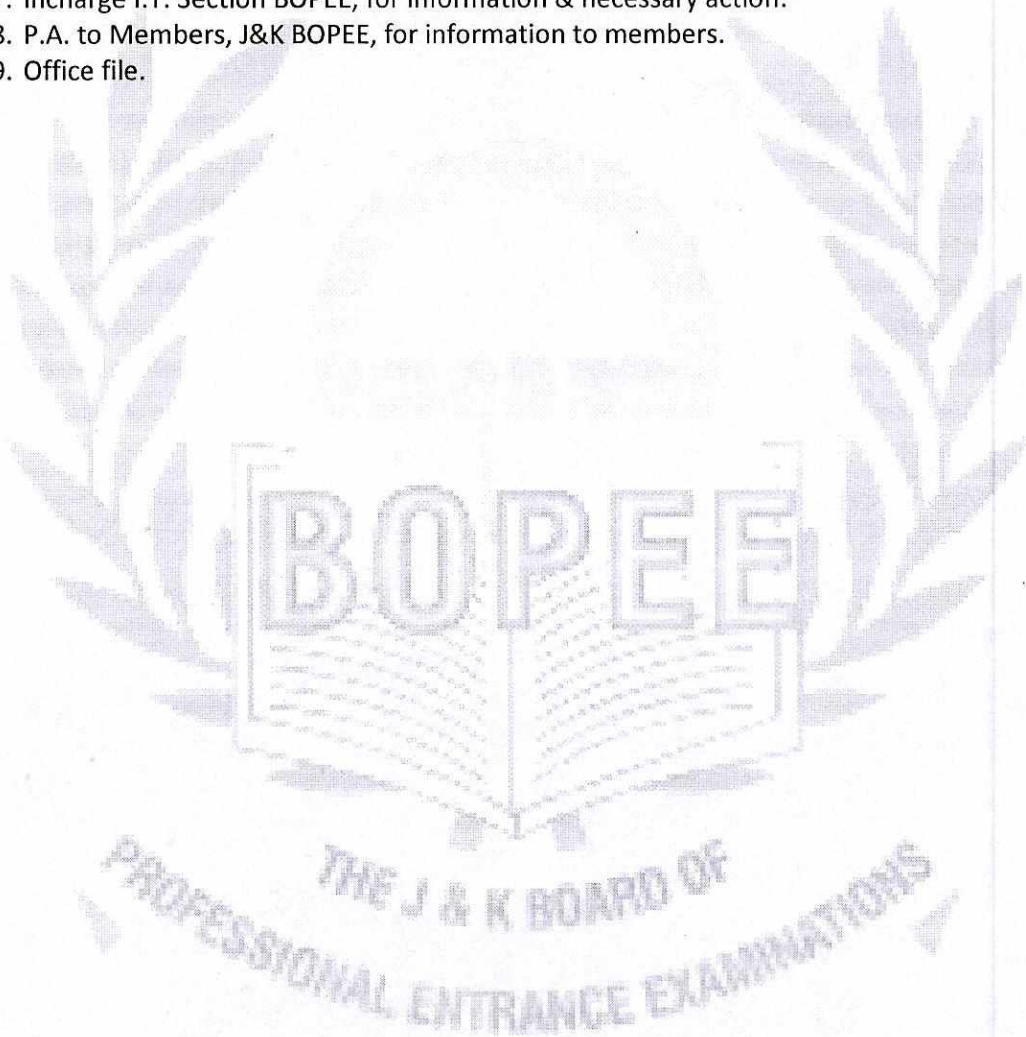 Incharge I.T. Section BOPEE, for information & necessary action.
8. P.A. to Members, J&K BOPEE, for information to members.
9. Office file.
BOPEE
THE J & K BOARD OF
PROFESSIONAL ENTRANCE EXAMINATIONS